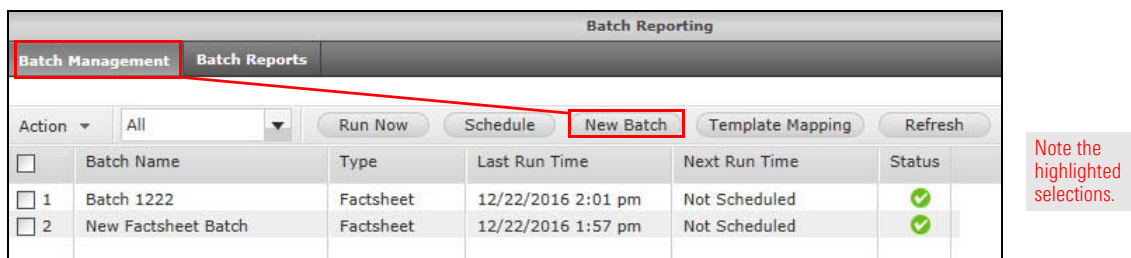 Batch Reporting
Batch Management Batch Reports
Action All Run Now Schedule New Batch Template Mapping Refresh
Batch Name Type Last Run Time Next Run Time Status
1 Batch 1222 Factsheet 12/22/2016 2:01 pm Not Scheduled
2 New Factsheet Batch Factsheet 12/22/2016 1:57 pm Not Scheduled
Note the
highlighted
selections.